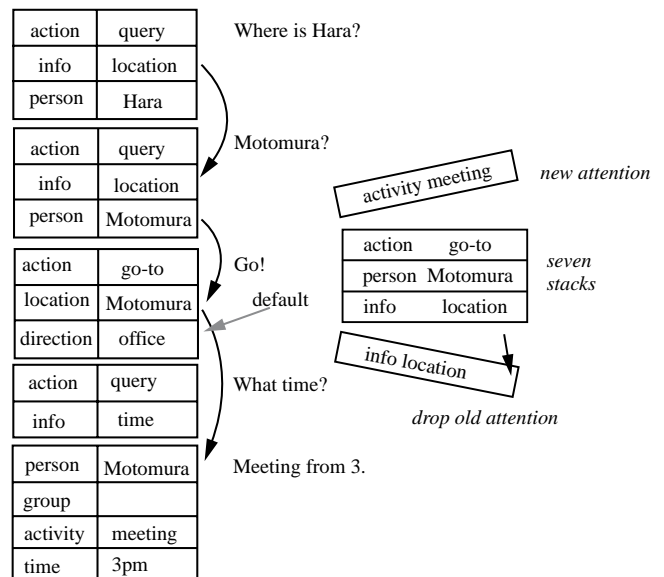 action query
info location
person Hara
Where is Hara?
action query
info location
person Motomura
Motomura?
action go-to
location Motomura
direction office
Go!
default
action query
info time
What time?
person Motomura
group
activity meeting
time 3pm
Meeting from 3.
activity meeting
new attention
action go-to
person Motomura
info location
seven
stacks
info location
drop old attention